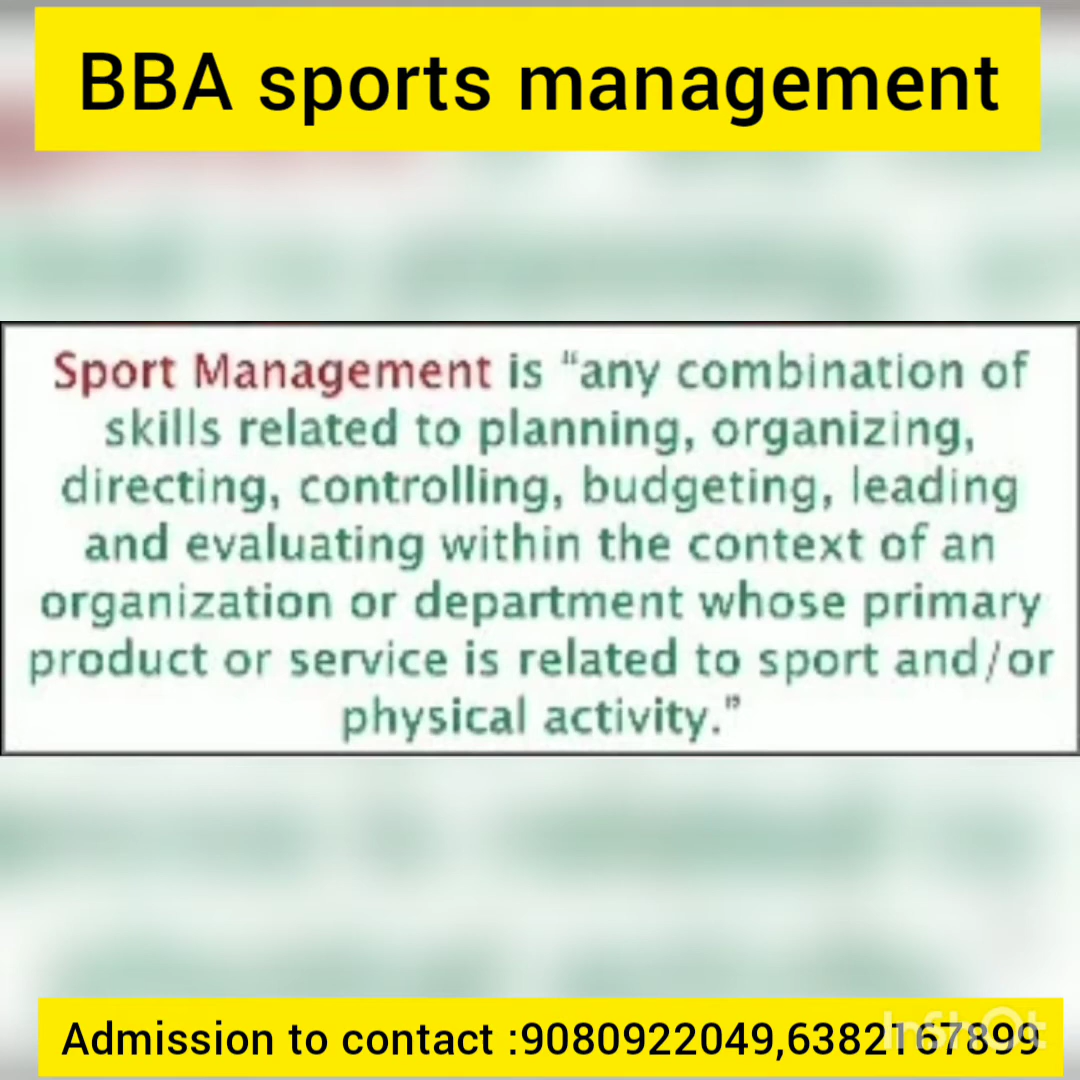 BBA sports management
Sport Management is “any combination of
skills related to planning, organizing,
directing, controlling, budgeting, leading
and evaluating within the context of an
organization or department whose primary
product or service is related to sport and/or
physical activity.”
Admission to contact :9080922049,6382167899
InShOt